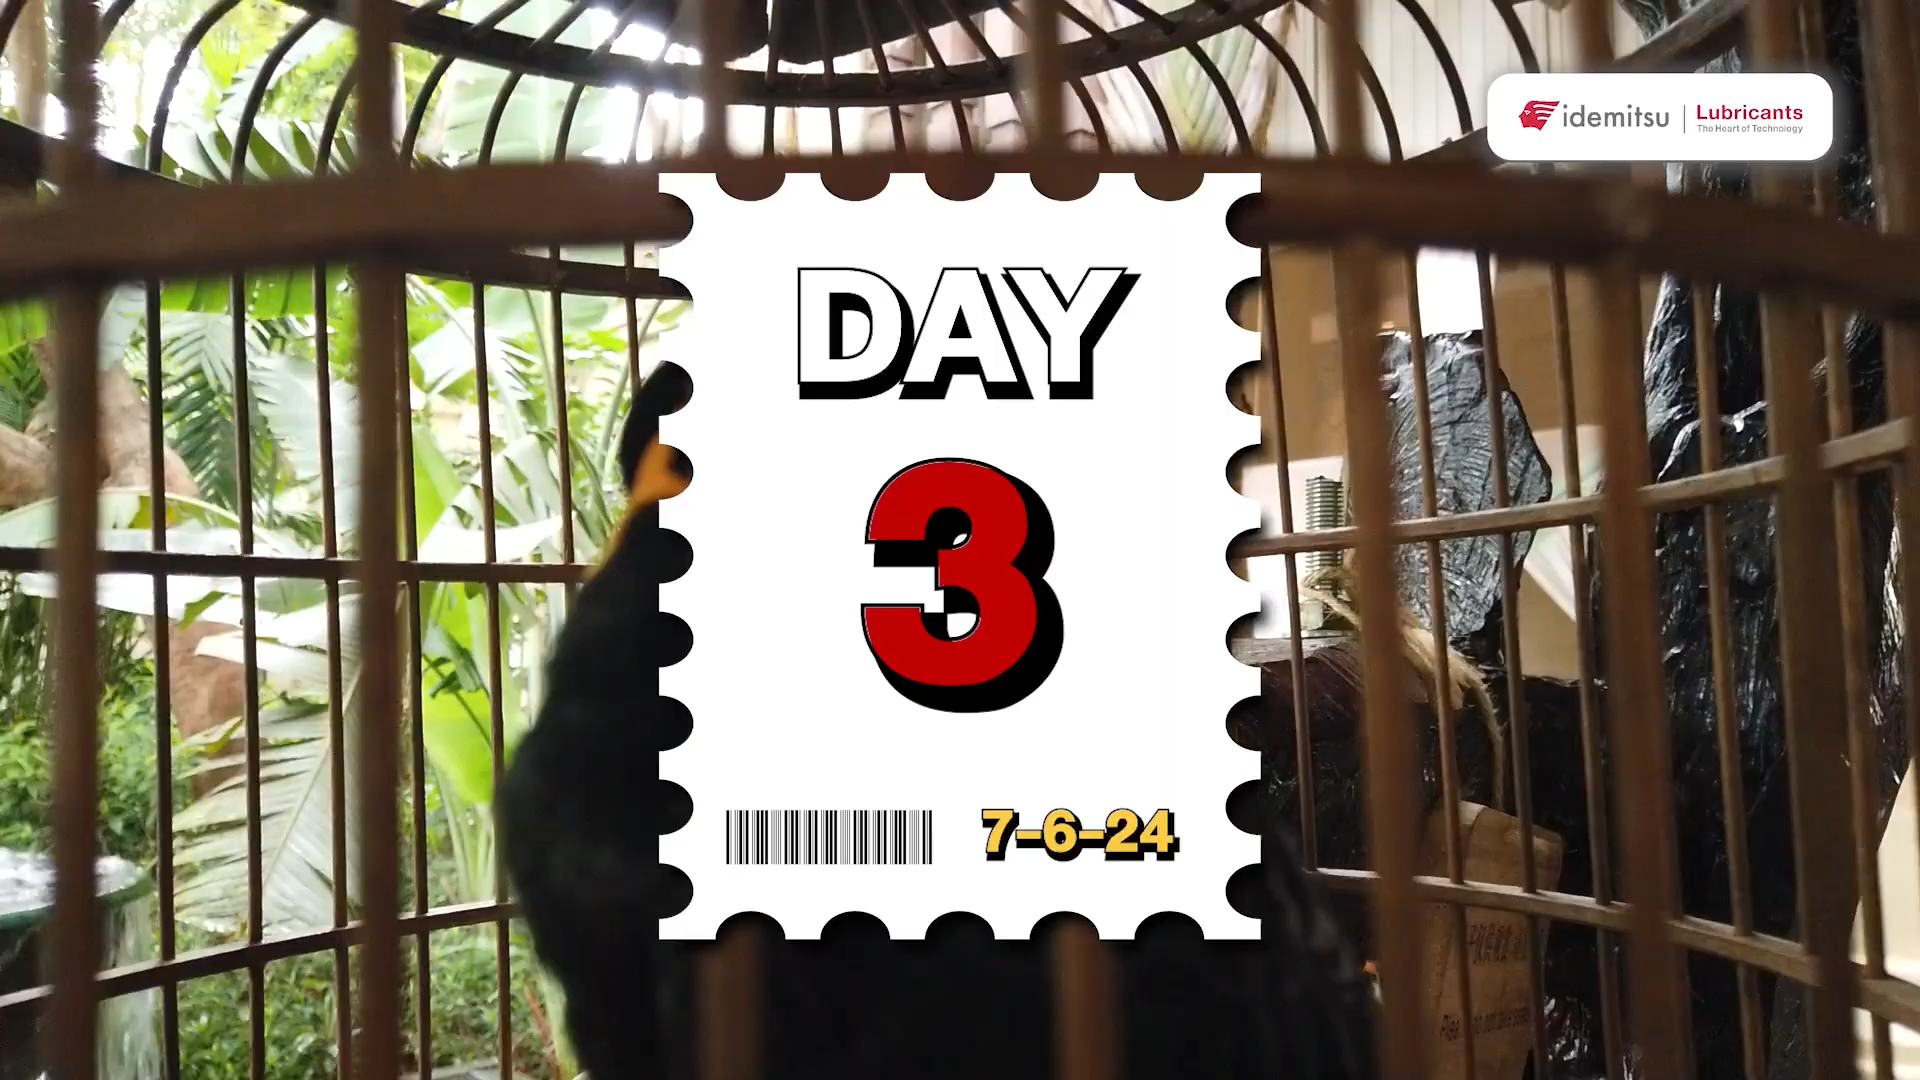 idemitsu
Lubricants
The Heart of Technology
DAY
3
7-6-24